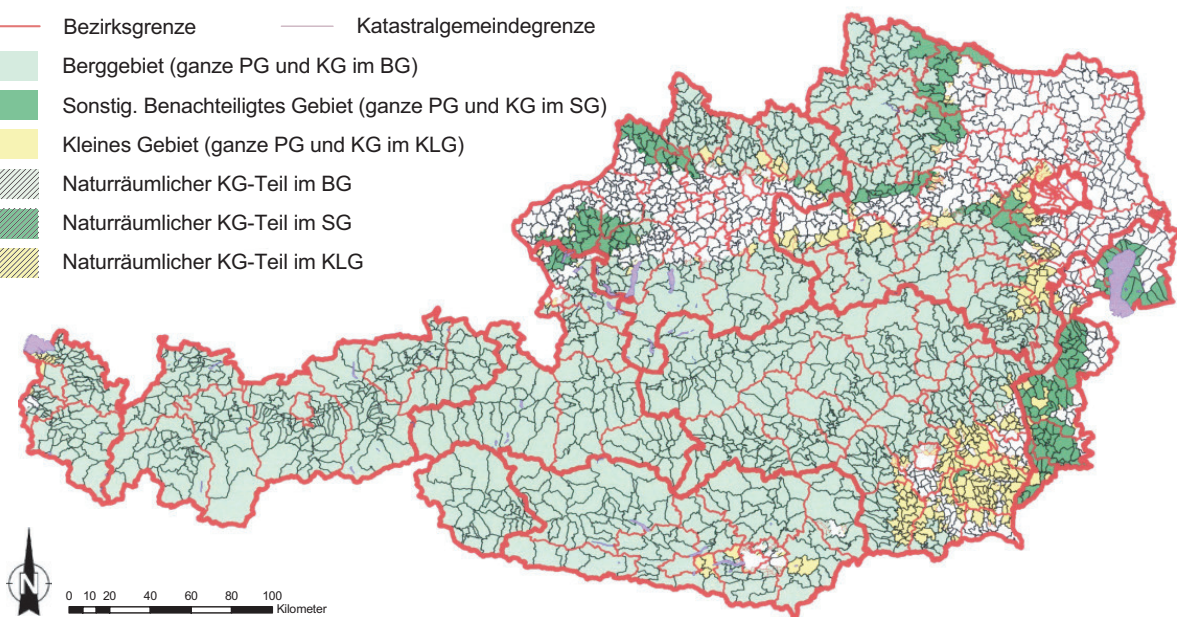 Bezirksgrenze Katastralgemeindegrenze
Berggebiet (ganze PG und KG im BG)
Sonstig. Benachteiligtes Gebiet (ganze PG und KG im SG)
Kleines Gebiet (ganze PG und KG im KLG)
Naturräumlicher KG-Teil im BG
Naturräumlicher KG-Teil im SG
Naturräumlicher KG-Teil im KLG
N
0 10 20 40 60 80 100
Kilometer